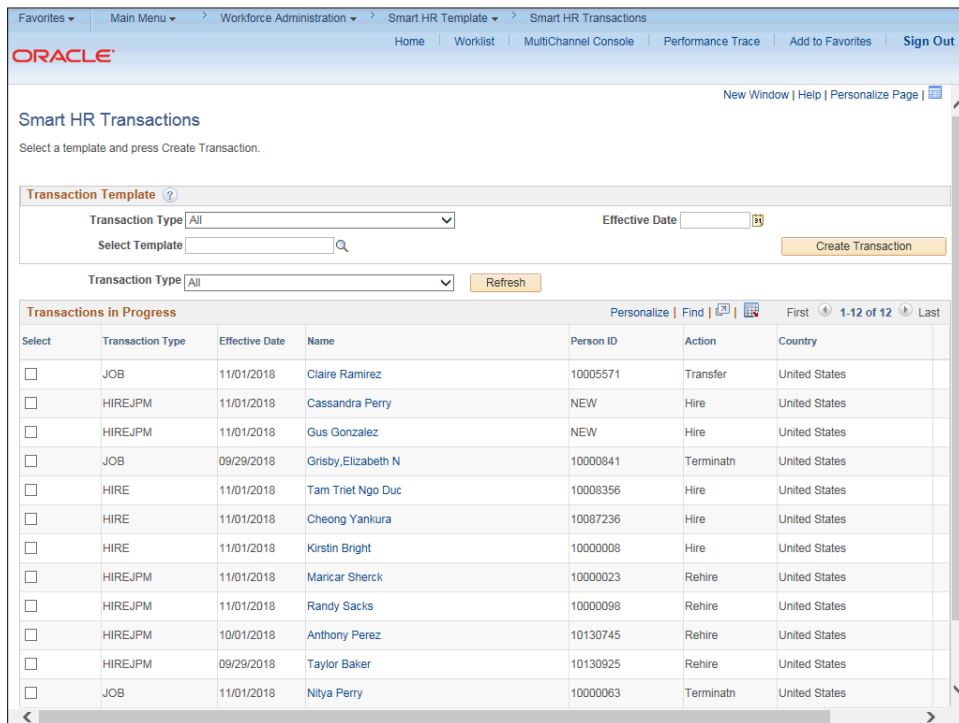 Favorites Main Menu > Workforce Administration > Smart HR Template > Smart HR Transactions
Home Worklist MultiChannel Console Performance Trace Add to Favorites Sign Out
ORACLE
New Window | Help | Personalize Page |
Smart HR Transactions
Select a template and press Create Transaction.
Transaction Template ?
Transaction Type All Effective Date 31
Select Template Create Transaction
Transaction Type All Refresh
Transactions in Progress Personalize | Find | | First 1-12 of 12 Last
Select Transaction Type Effective Date Name Person ID Action Country
JOB 11/01/2018 Claire Ramirez 10005571 Transfer United States
HIREJPM 11/01/2018 Cassandra Perry NEW Hire United States
HIREJPM 11/01/2018 Gus Gonzalez NEW Hire United States
JOB 09/29/2018 Grisby,Elizabeth N 10000841 Terminatn United States
HIRE 11/01/2018 Tam Triet Ngo Duc 10008356 Hire United States
HIRE 11/01/2018 Cheong Yankura 10087236 Hire United States
HIRE 11/01/2018 Kirstin Bright 10000008 Hire United States
HIREJPM 11/01/2018 Maricar Sherck 10000023 Rehire United States
HIREJPM 11/01/2018 Randy Sacks 10000098 Rehire United States
HIREJPM 10/01/2018 Anthony Perez 10130745 Rehire United States
HIREJPM 09/29/2018 Taylor Baker 10130925 Rehire United States
JOB 11/01/2018 Nitya Perry 10000063 Terminatn United States